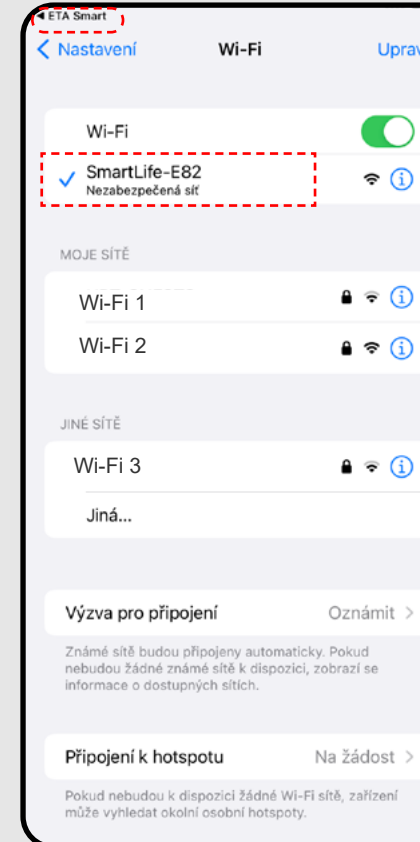 ETA Smart
Nastavení Wi-Fi Uprav
Wi-Fi
SmartLife-E82
Nezabezpečená síť
MOJE SÍTĚ
Wi-Fi 1
Wi-Fi 2
JINÉ SÍTĚ
Wi-Fi 3
Jiná...
Výzva pro připojení Oznámit
Známé sítě budou připojeny automaticky. Pokud
nebudou žádné známé sítě k dispozici, zobrazí se
informace o dostupných sítích.
Připojení k hotspotu Na žádost
Pokud nebudou k dispozici žádné Wi-Fi sítě, zařízení
může vyhledat okolní osobní hotspoty.